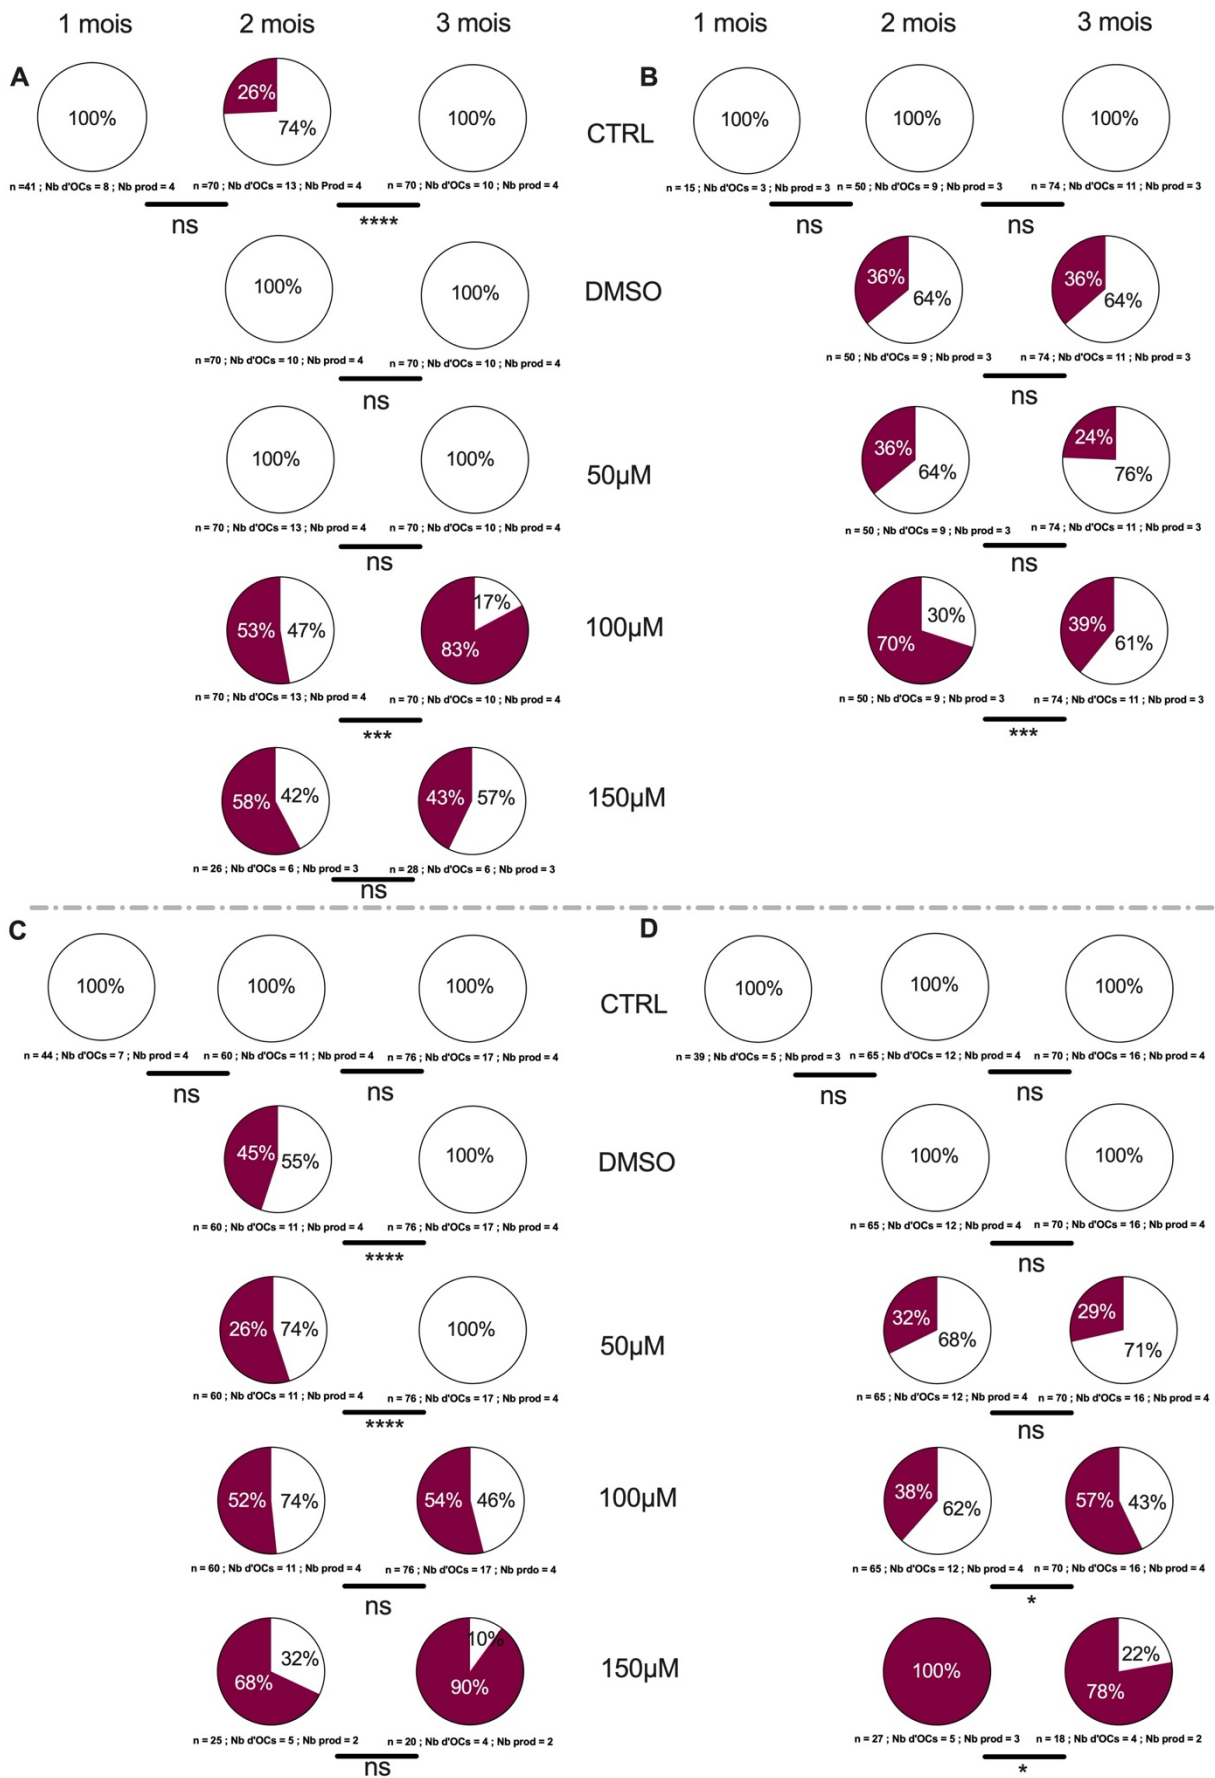 1 mois 2 mois 3 mois 1 mois 2 mois 3 mois
A B
100% 26% 74% 100% CTRL 100% 100% 100%
n =41 ; Nb d'OCs = 8 ; Nb prod = 4 n =70 ; Nb d'OCs = 13 ; Nb Prod = 4 n = 70 ; Nb d'OCs = 10 ; Nb prod = 4 n = 15 ; Nb d'OCs = 3 ; Nb prod = 3 n = 50 ; Nb d'OCs = 9 ; Nb prod = 3 n = 74 ; Nb d'OCs = 11 ; Nb prod = 3
ns **** ns ns
100% 100% DMSO 36% 64% 36% 64%
n =70 ; Nb d'OCs = 10 ; Nb prod = 4 n = 70 ; Nb d'OCs = 10 ; Nb prod = 4 n = 50 ; Nb d'OCs = 9 ; Nb prod = 3 n = 74 ; Nb d'OCs = 11 ; Nb prod = 3
ns ns
100% 100% 50µM 36% 64% 24% 76%
n = 70 ; Nb d'OCs = 13 ; Nb prod = 4 n = 70 ; Nb d'OCs = 10 ; Nb prod = 4 n = 50 ; Nb d'OCs = 9 ; Nb prod = 3 n = 74 ; Nb d'OCs = 11 ; Nb prod = 3
ns ns
53% 47% 17% 83% 100µM 70% 30% 39% 61%
n = 70 ; Nb d'OCs = 13 ; Nb prod = 4 n = 70 ; Nb d'OCs = 10 ; Nb prod = 4 n = 50 ; Nb d'OCs = 9 ; Nb prod = 3 n = 74 ; Nb d'OCs = 11 ; Nb prod = 3
*** ***
58% 42% 43% 57% 150µM
n = 26 ; Nb d'OCs = 6 ; Nb prod = 3 n = 28 ; Nb d'OCs = 6 ; Nb prod = 3
ns
C D
100% 100% 100% CTRL 100% 100% 100%
n = 44 ; Nb d'OCs = 7 ; Nb prod = 4 n = 60 ; Nb d'OCs = 11 ; Nb prod = 4 n = 76 ; Nb d'OCs = 17 ; Nb prod = 4 n = 39 ; Nb d'OCs = 5 ; Nb prod = 3 n = 65 ; Nb d'OCs = 12 ; Nb prod = 4 n = 70 ; Nb d'OCs = 16 ; Nb prod = 4
ns ns ns ns
45% 55% 100% DMSO 100% 100%
n = 60 ; Nb d'OCs = 11 ; Nb prod = 4 n = 76 ; Nb d'OCs = 17 ; Nb prod = 4 n = 65 ; Nb d'OCs = 12 ; Nb prod = 4 n = 70 ; Nb d'OCs = 16 ; Nb prod = 4
**** ns
26% 74% 100% 50µM 32% 68% 29% 71%
n = 60 ; Nb d'OCs = 11 ; Nb prod = 4 n = 76 ; Nb d'OCs = 17 ; Nb prod = 4 n = 65 ; Nb d'OCs = 12 ; Nb prod = 4 n = 70 ; Nb d'OCs = 16 ; Nb prod = 4
**** ns
52% 74% 54% 46% 100µM 38% 62% 57% 43%
n = 60 ; Nb d'OCs = 11 ; Nb prod = 4 n = 76 ; Nb d'OCs = 17 ; Nb prdo = 4 n = 65 ; Nb d'OCs = 12 ; Nb prod = 4 n = 70 ; Nb d'OCs = 16 ; Nb prod = 4
ns *
68% 32% 10% 90% 150µM 100% 22% 78%
n = 25 ; Nb d'OCs = 5 ; Nb prod = 2 n = 20 ; Nb d'OCs = 4 ; Nb prod = 2 n = 27 ; Nb d'OCs = 5 ; Nb prod = 3 n = 18 ; Nb d'OCs = 4 ; Nb prod = 2
ns *